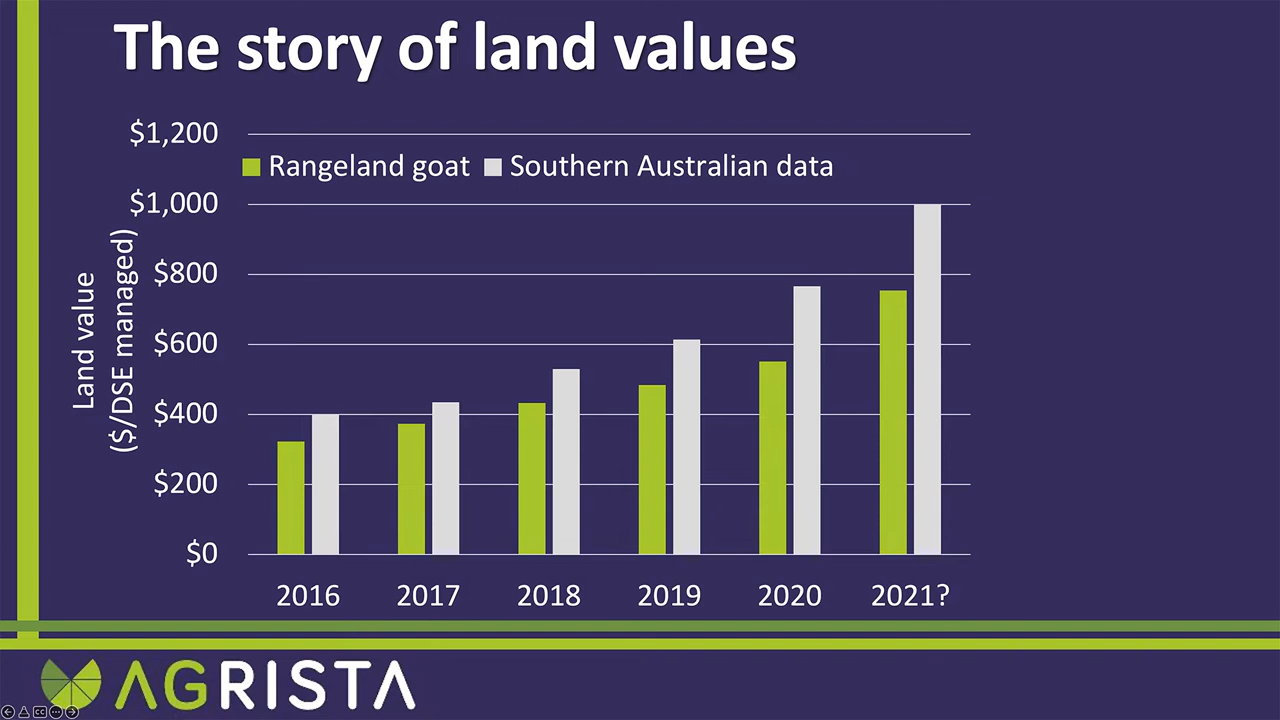 The story of land values
$1,200
Rangeland goat Southern Australian data
$1,000
$800
$600
$400
$200
$0
Land value
($/DSE managed)
2016 2017 2018 2019 2020 2021?
AGRISTA